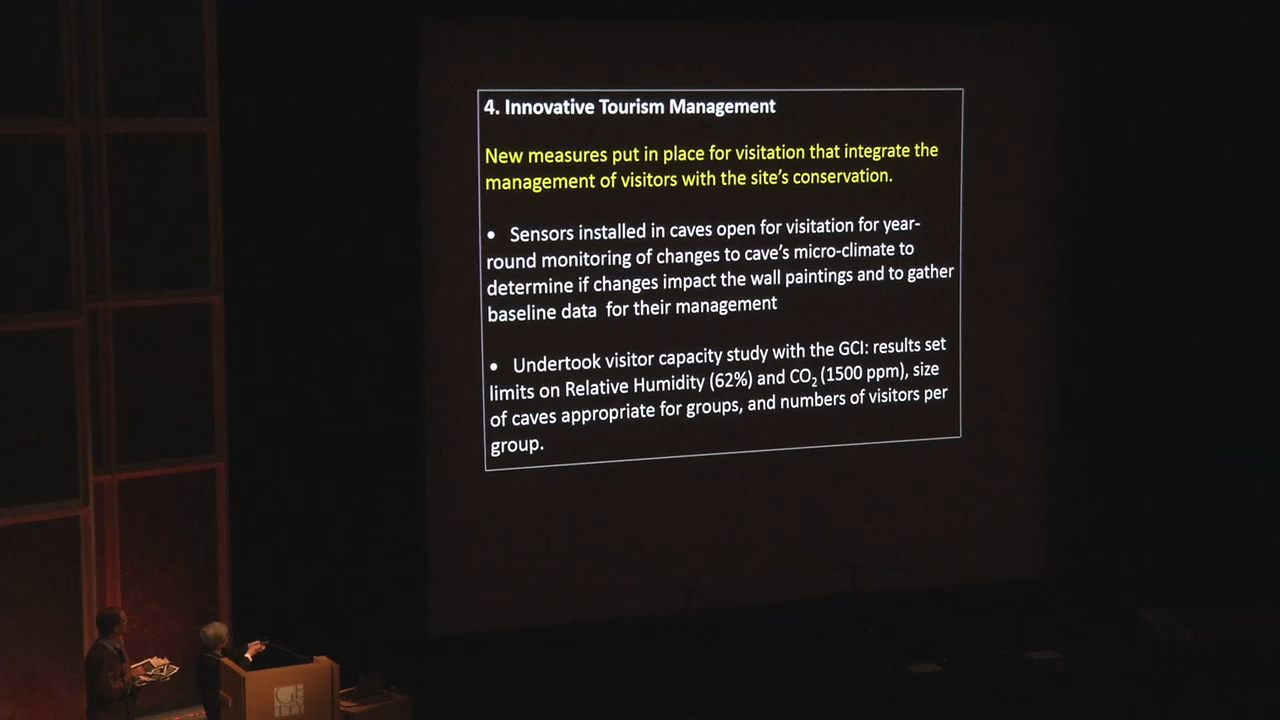 4. Innovative Tourism Management
New measures put in place for visitation that integrate the
management of visitors with the site's conservation.
• Sensors installed in caves open for visitation for year-
round monitoring of changes to cave's micro-climate to
determine if changes impact the wall paintings and to gather
baseline data for their management
• Undertook visitor capacity study with the GCI: results set
limits on Relative Humidity (62%) and CO₂ (1500 ppm), size
of caves appropriate for groups, and numbers of visitors per
group.